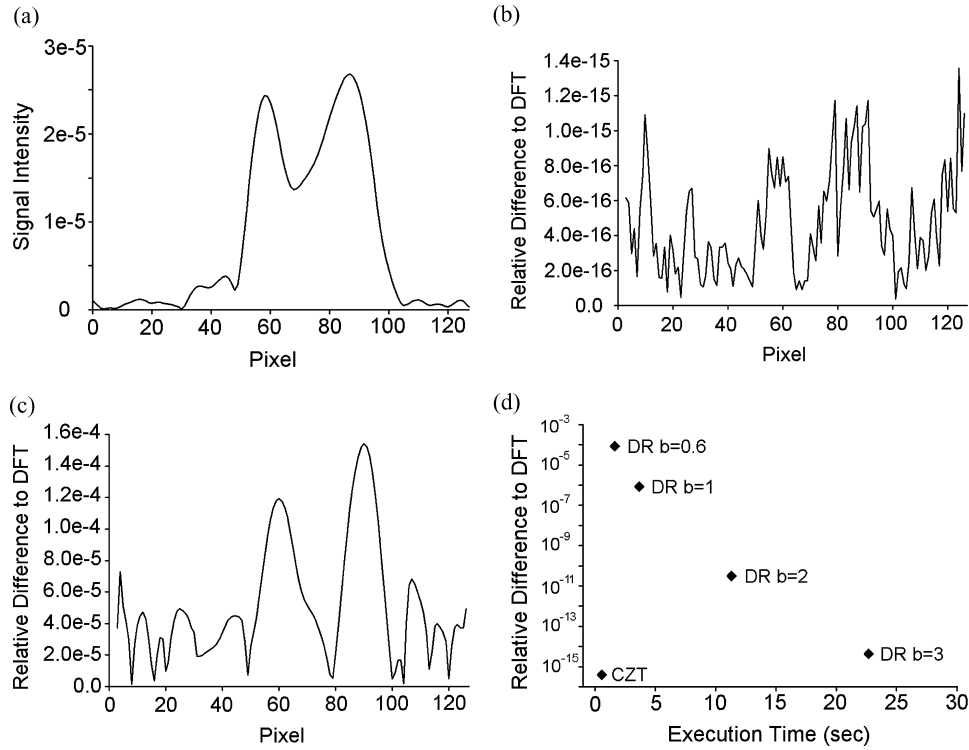 (a)
3e-5
2e-5
1e-5
0
Signal Intensity
0 20 40 60 80 100 120
Pixel
(b)
1.4e-15
1.2e-15
1.0e-15
8.0e-16
6.0e-16
4.0e-16
2.0e-16
0.0
Relative Difference to DFT
0 20 40 60 80 100 120
Pixel
(c)
1.6e-4
1.4e-4
1.2e-4
1.0e-4
8.0e-5
6.0e-5
4.0e-5
2.0e-5
0.0
Relative Difference to DFT
0 20 40 60 80 100 120
Pixel
(d)
10-3
10-5
10-7
10-9
10-11
10-13
10-15
Relative Difference to DFT
DR b=0.6
DR b=1
DR b=2
DR b=3
CZT
0 5 10 15 20 25 30
Execution Time (sec)